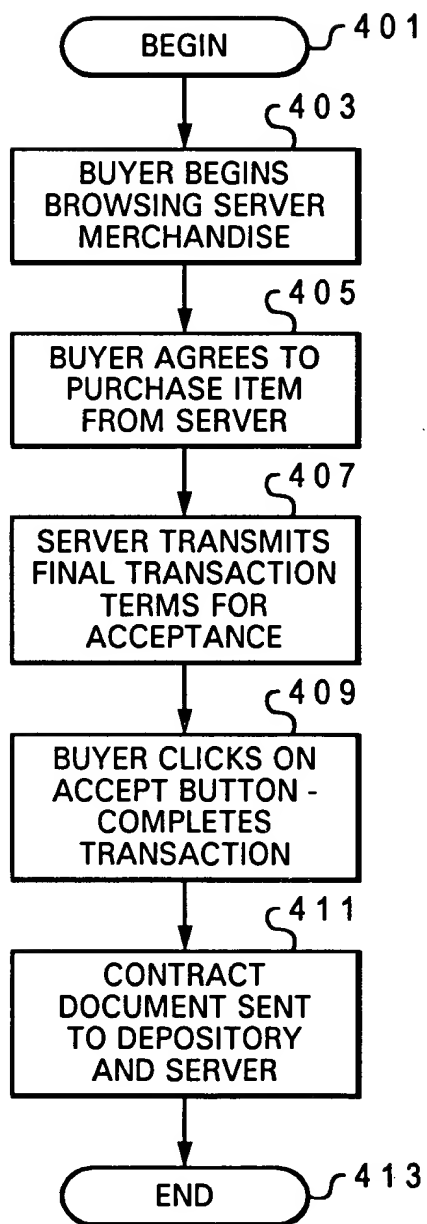 401
BEGIN
403
BUYER BEGINS
BROWSING SERVER
MERCHANDISE
405
BUYER AGREES TO
PURCHASE ITEM
FROM SERVER
407
SERVER TRANSMITS
FINAL TRANSACTION
TERMS FOR
ACCEPTANCE
409
BUYER CLICKS ON
ACCEPT BUTTON -
COMPLETES
TRANSACTION
411
CONTRACT
DOCUMENT SENT
TO DEPOSITORY
AND SERVER
END
413